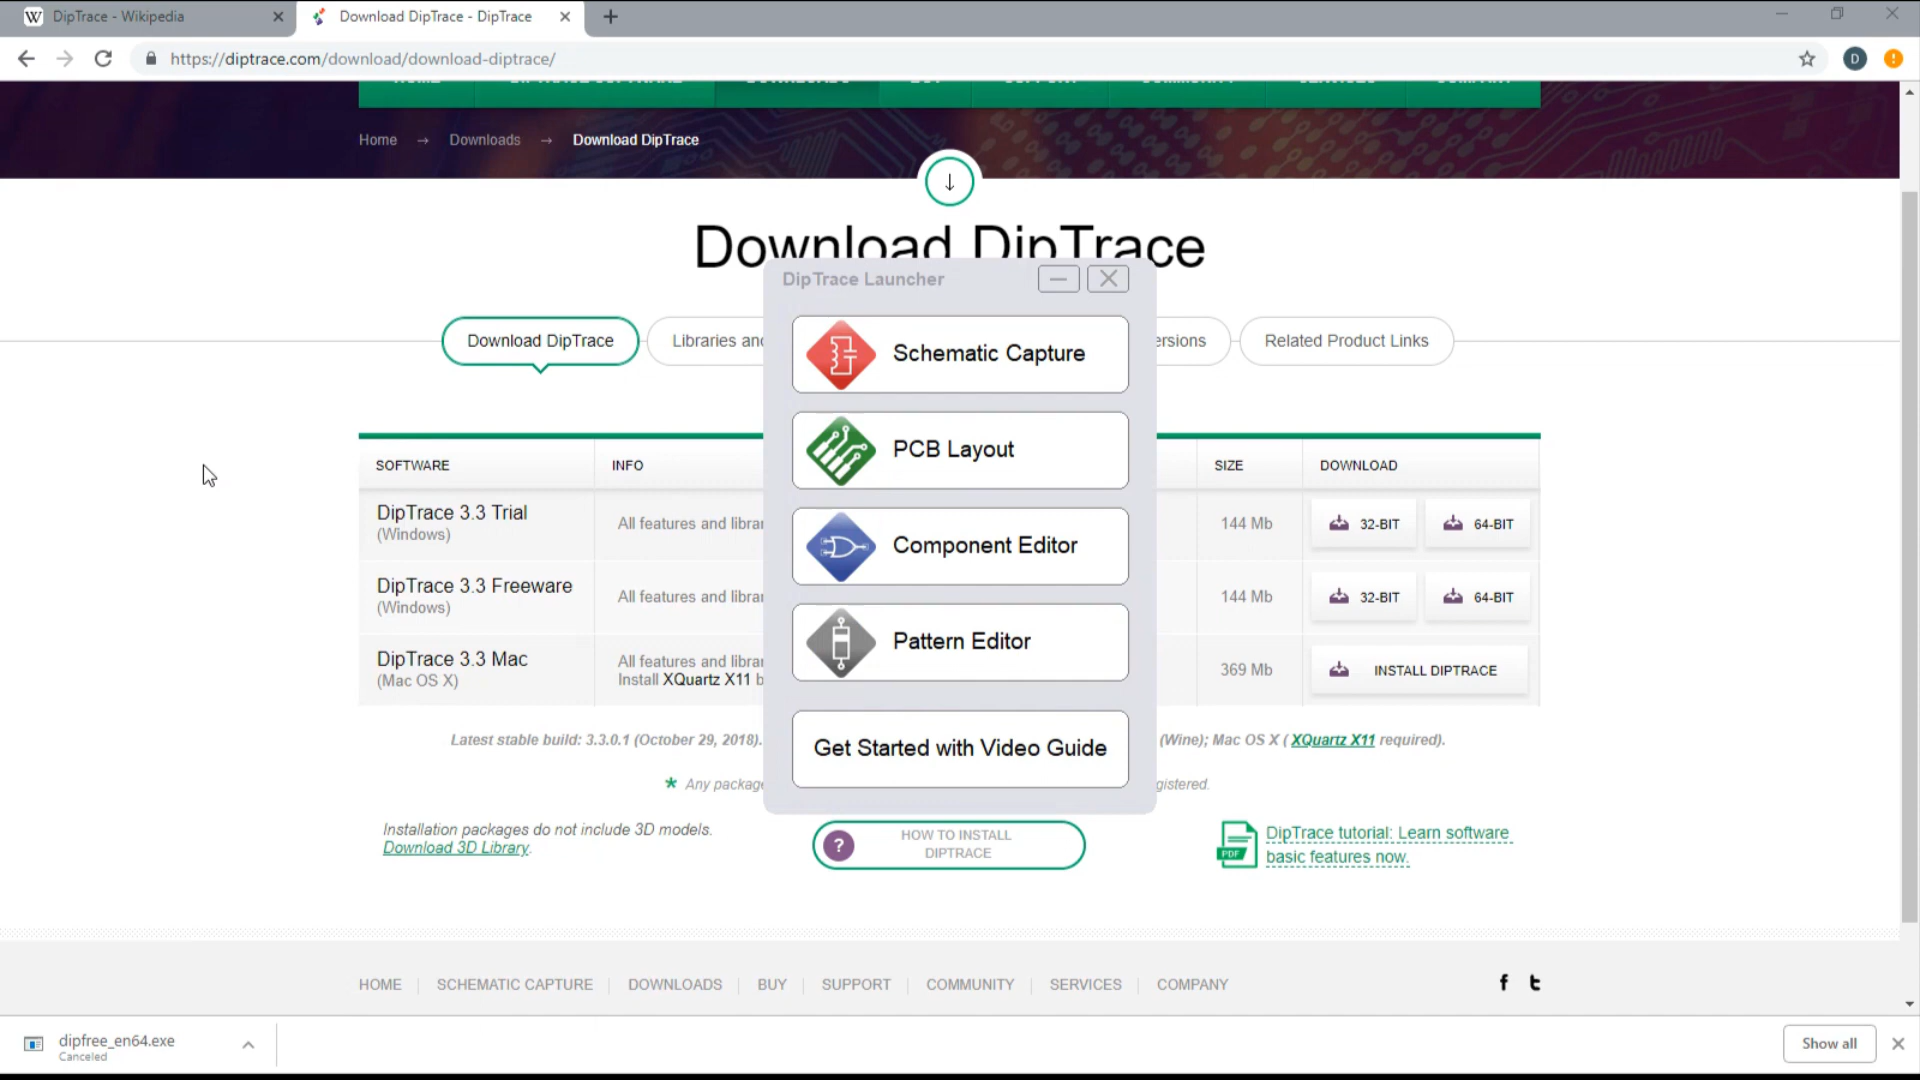 DipTrace - Wikipedia
Download DipTrace - DipTrace
https://diptrace.com/download/download-diptrace/
Home → Downloads → Download DipTrace
Download DipTrace
DipTrace Launcher
Schematic Capture
PCB Layout
Component Editor
Pattern Editor
Get Started with Video Guide
Download DipTrace
Libraries
Related Product Links
SOFTWARE INFO SIZE DOWNLOAD
DipTrace 3.3 Trial
(Windows)
All features and 144 Mb 32-BIT 64-BIT
DipTrace 3.3 Freeware
(Windows)
All features and 144 Mb 32-BIT 64-BIT
DipTrace 3.3 Mac
(Mac OS X)
All features and
Install XQuartz X11
369 Mb INSTALL DIPTRACE
Latest stable build: 3.3.0.1 (October 29, 2018). (Wine); Mac OS X ( XQuartz X11 required).
* Any
Installation packages do not include 3D models.
Download 3D Library.
? HOW TO INSTALL
DIPTRACE
PDF
DipTrace tutorial: Learn software
basic features now.
HOME SCHEMATIC CAPTURE DOWNLOADS BUY SUPPORT COMMUNITY SERVICES COMPANY
dipfree_en64.exe
Canceled
Show all